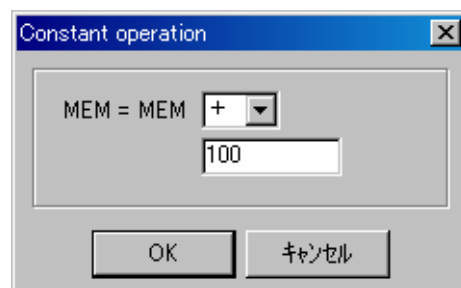 Constant operation
MEM = MEM +
100
OK ｷｬﾝｾﾙ